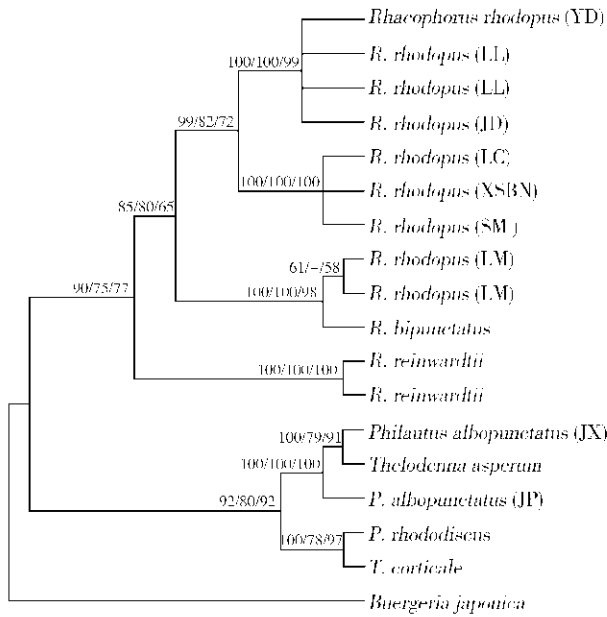 Rhacophorus rhodopus (YD)
R. rhodopus (LL)
100/100/99
R. rhodopus (LL)
99/82/72
R. rhodopus (JD)
R. rhodopus (LC)
100/100/100
R. rhodopus (XSBN)
85/80/65
R. rhodopus (SM)
R. rhodopus (LM)
61/−/58
90/75/77
100/100/98
R. rhodopus (LM)
R. bipunctatus
R. reinwardtii
100/100/100
R. reinwardtii
Philautus albopunctatus (JX)
100/79/91
100/100/100
Theloderma asperum
92/80/92
P. albopunctatus (JP)
P. rhododiscus
100/78/97
T. corticale
Buergeria japonica